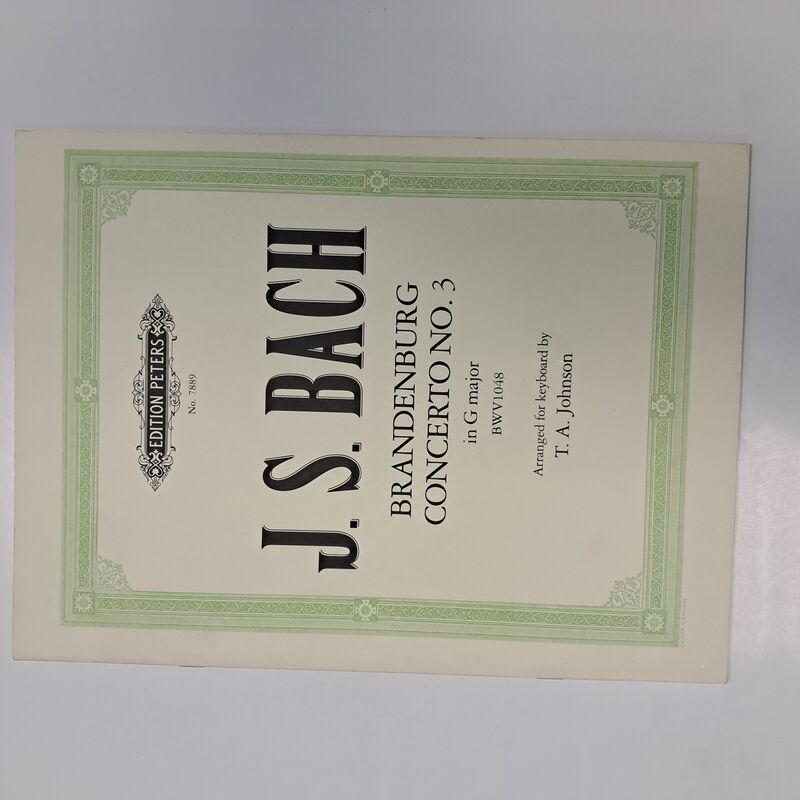 EDITION PETERS
No. 7889
J. S. BACH
BRANDENBURG
CONCERTO NO. 3
in G major
BWV1048
Arranged for keyboard by
T. A. Johnson